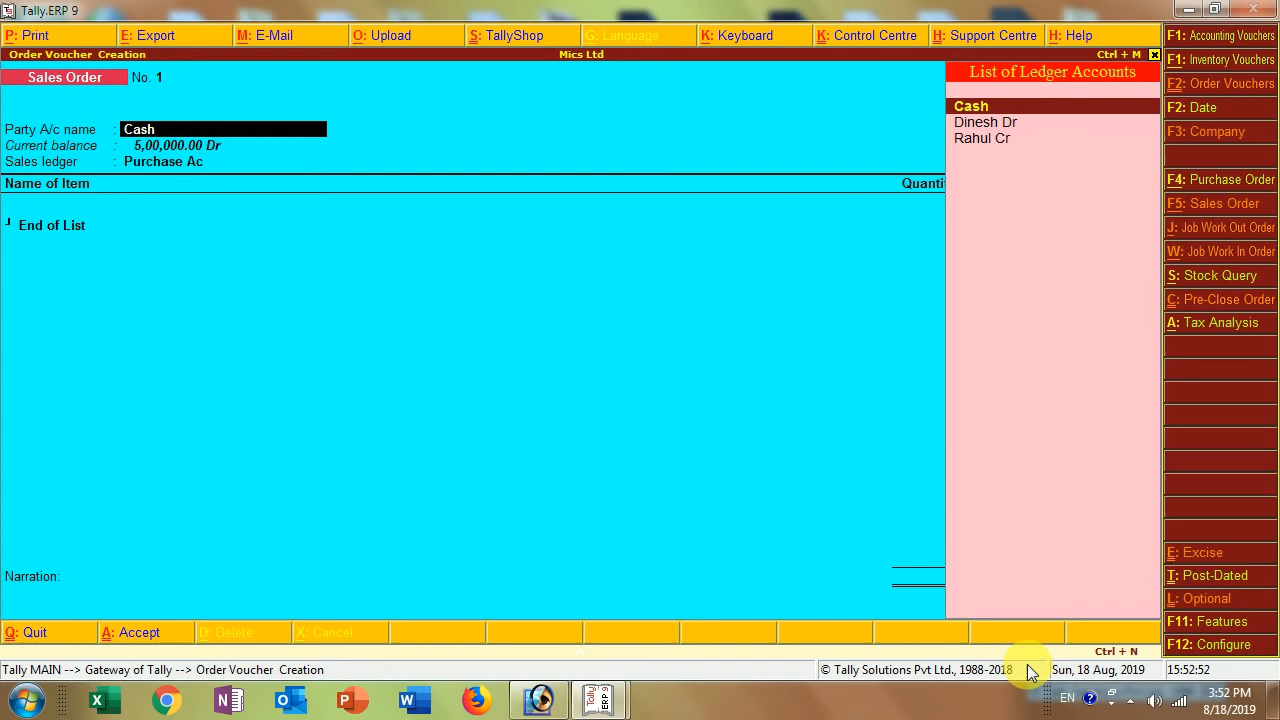 Tally.ERP 9
P: Print
E: Export
M: E-Mail
O: Upload
S: TallyShop
G: Language
K: Keyboard
K: Control Centre
H: Support Centre
H: Help
Order Voucher Creation
Mics Ltd
Ctrl + M
Sales Order No. 1
Party A/c name : Cash
Current balance : 5,00,000.00 Dr
Sales ledger : Purchase Ac
Name of Item
Quanti
End of List
Narration:
List of Ledger Accounts
Cash
Dinesh Dr
Rahul Cr
F1: Accounting Vouchers
F1: Inventory Vouchers
F2: Order Vouchers
F2: Date
F3: Company
F4: Purchase Order
F5: Sales Order
J: Job Work Out Order
W: Job Work In Order
S: Stock Query
C: Pre-Close Order
A: Tax Analysis
E: Excise
T: Post-Dated
L: Optional
F11: Features
F12: Configure
Q: Quit
A: Accept
D: Delete
X: Cancel
Ctrl + N
Tally MAIN --> Gateway of Tally --> Order Voucher Creation
© Tally Solutions Pvt Ltd., 1988-2018
Sun, 18 Aug, 2019
15:52:52
EN
3:52 PM
8/18/2019